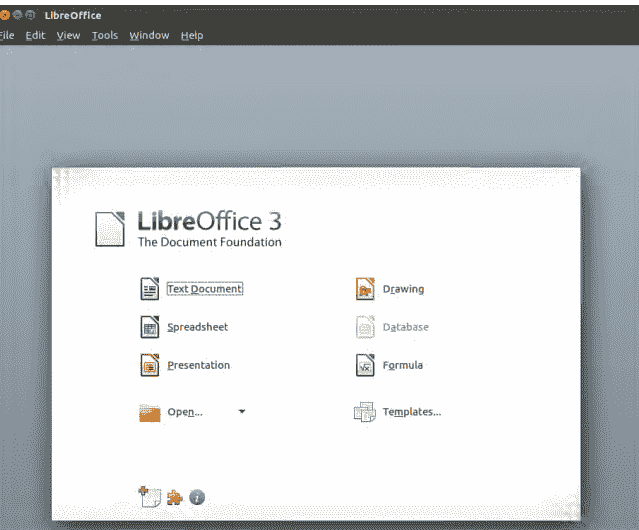 LibreOffice
File Edit View Tools Window Help
LibreOffice 3
The Document Foundation
Text Document
Drawing
Spreadsheet
Database
Presentation
Formula
Open...
Templates...